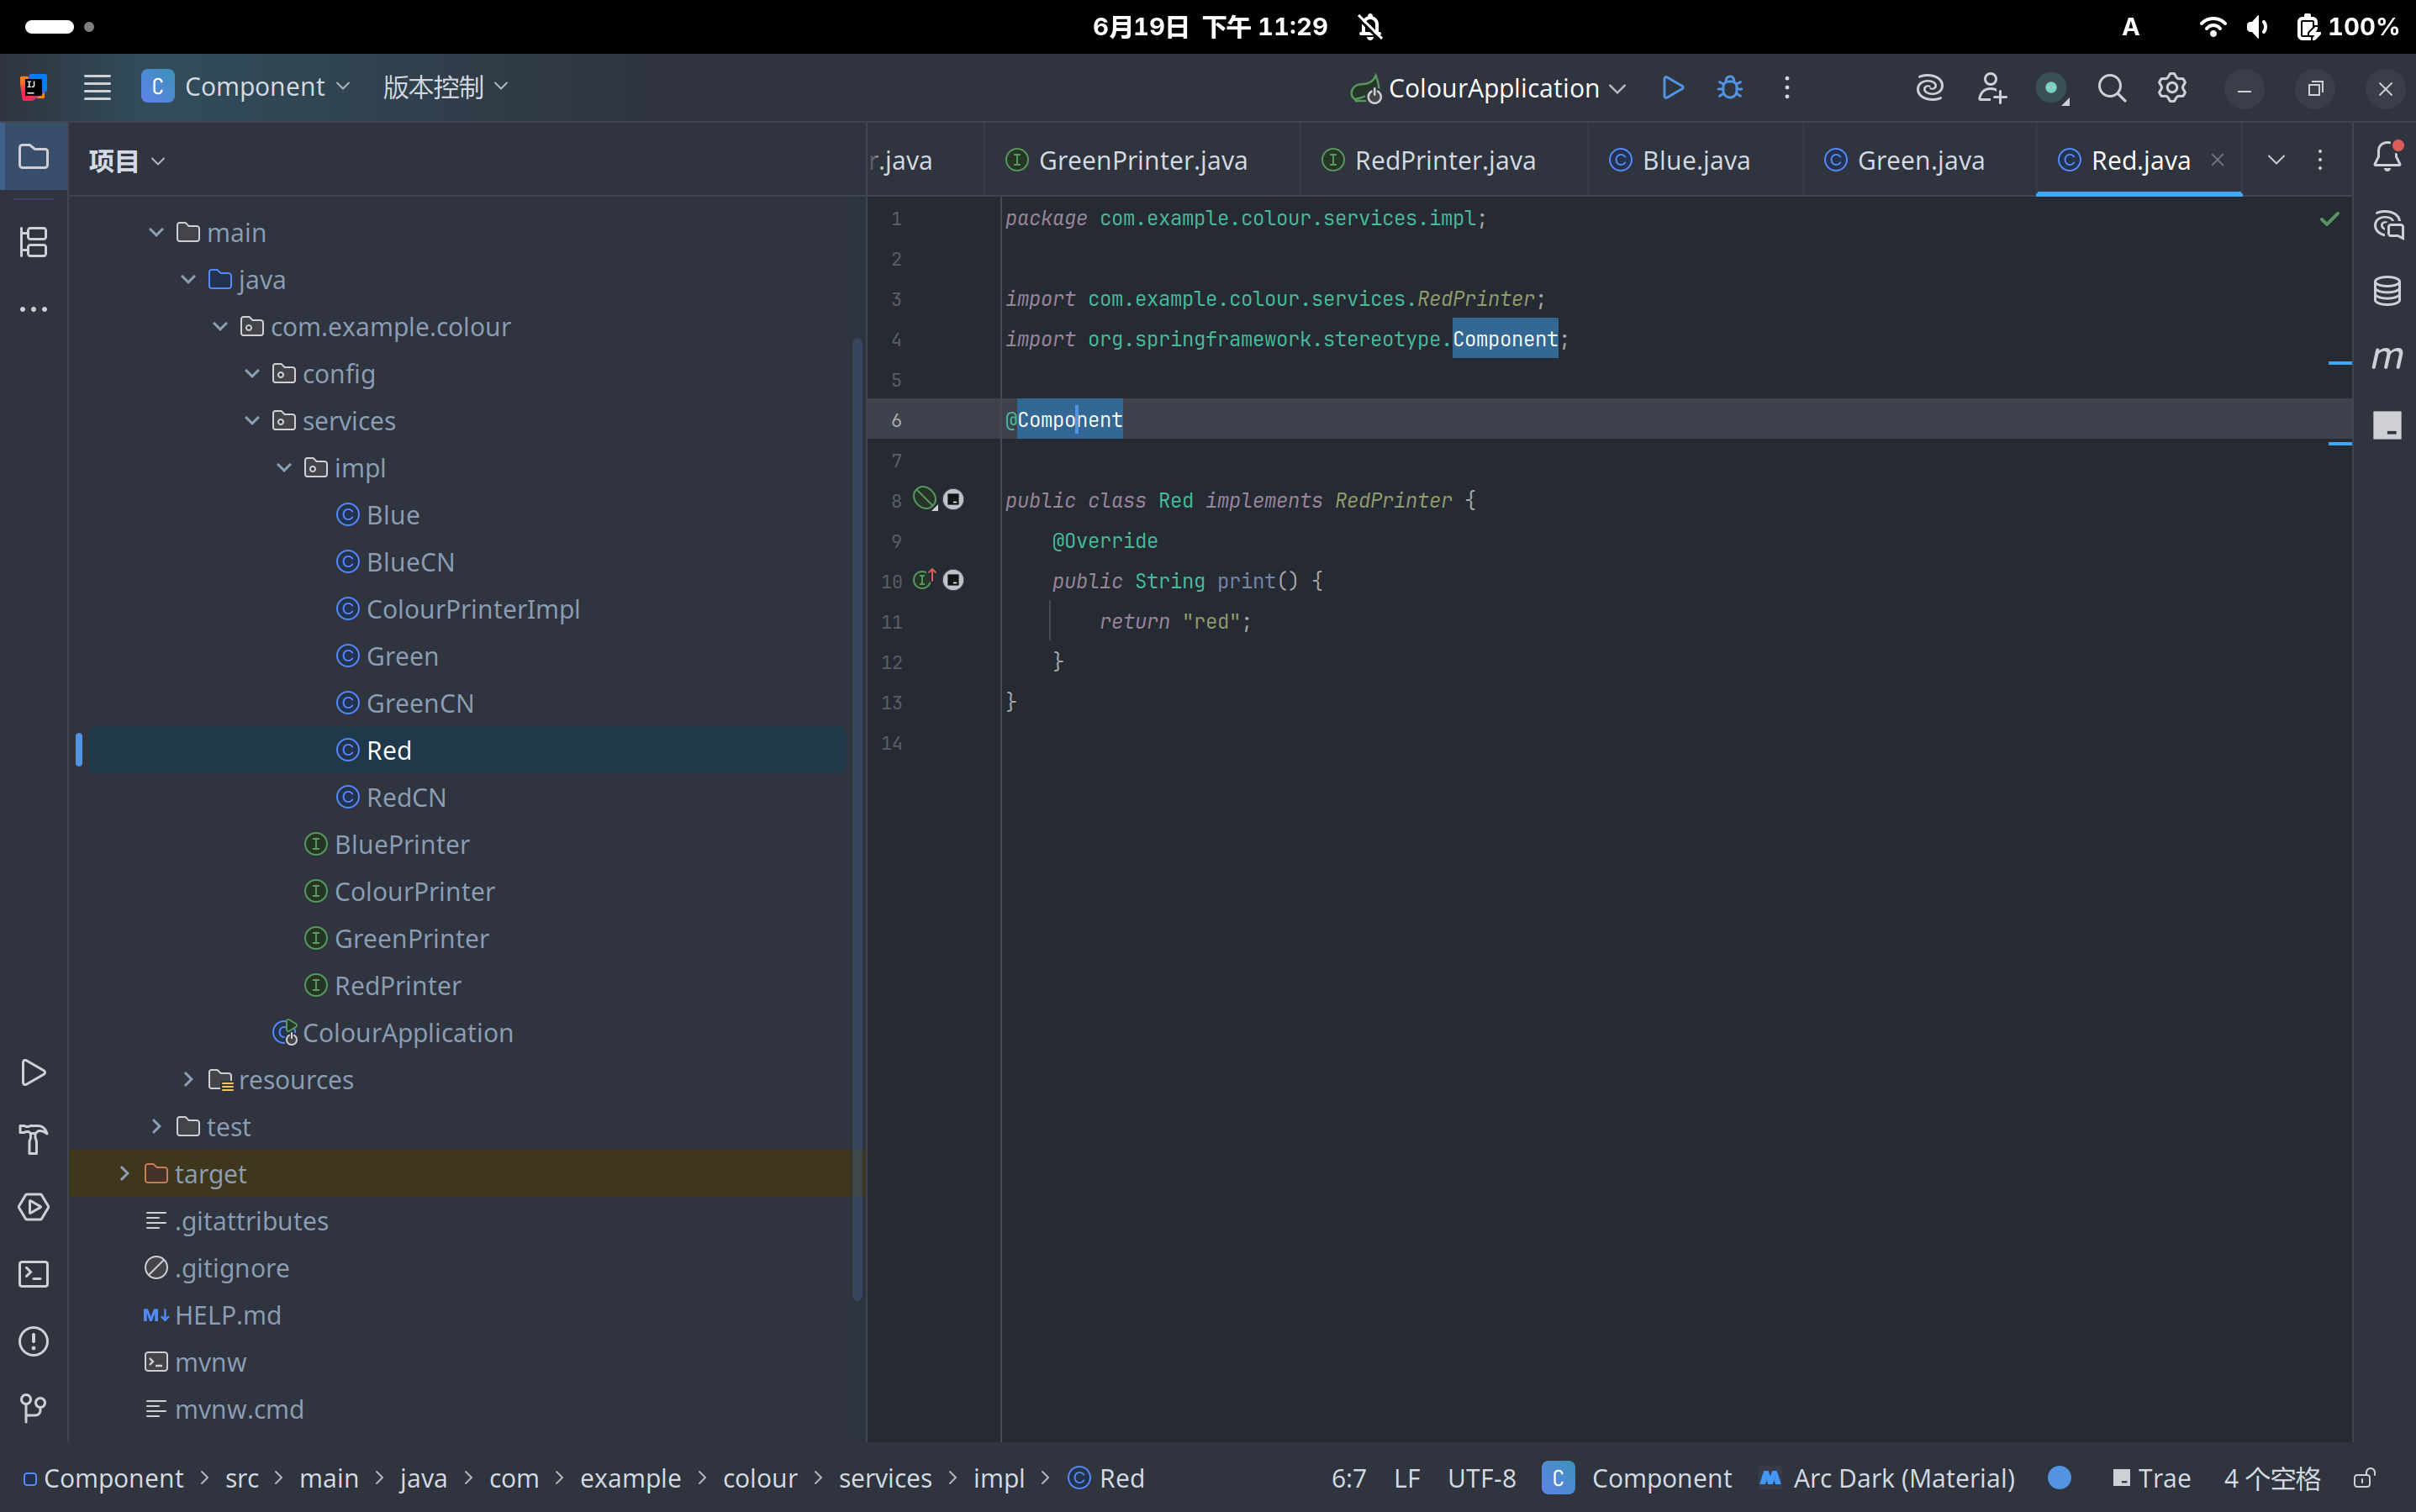 6月19日 下午 11:29
A
100%
C Component 版本控制
ColourApplication
项目
r.java GreenPrinter.java RedPrinter.java Blue.java Green.java Red.java
main
java
com.example.colour
config
services
impl
Blue
BlueCN
ColourPrinterImpl
Green
GreenCN
Red
RedCN
BluePrinter
ColourPrinter
GreenPrinter
RedPrinter
ColourApplication
resources
test
target
.gitattributes
.gitignore
HELP.md
mvnw
mvnw.cmd
1 package com.example.colour.services.impl;
2
3 import com.example.colour.services.RedPrinter;
4 import org.springframework.stereotype.Component;
5
6 @Component
7
8 public class Red implements RedPrinter {
9 @Override
10 public String print() {
11 return "red";
12 }
13 }
14
Component > src > main > java > com > example > colour > services > impl > Red
6:7 LF UTF-8 C Component Arc Dark (Material) Trae 4 个空格